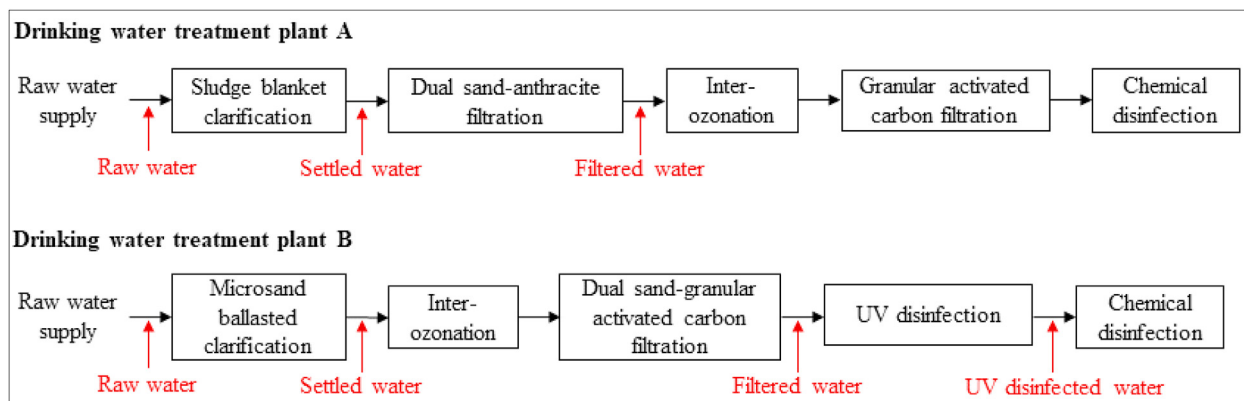 Drinking water treatment plant A
Raw water
supply
Sludge blanket
clarification
Dual sand-anthracite
filtration
Inter-
ozonation
Granular activated
carbon filtration
Chemical
disinfection
Raw water
Settled water
Filtered water
Drinking water treatment plant B
Raw water
supply
Microsand
ballasted
clarification
Inter-
ozonation
Dual sand-granular
activated carbon
filtration
UV disinfection
Chemical
disinfection
Raw water
Settled water
Filtered water
UV disinfected water